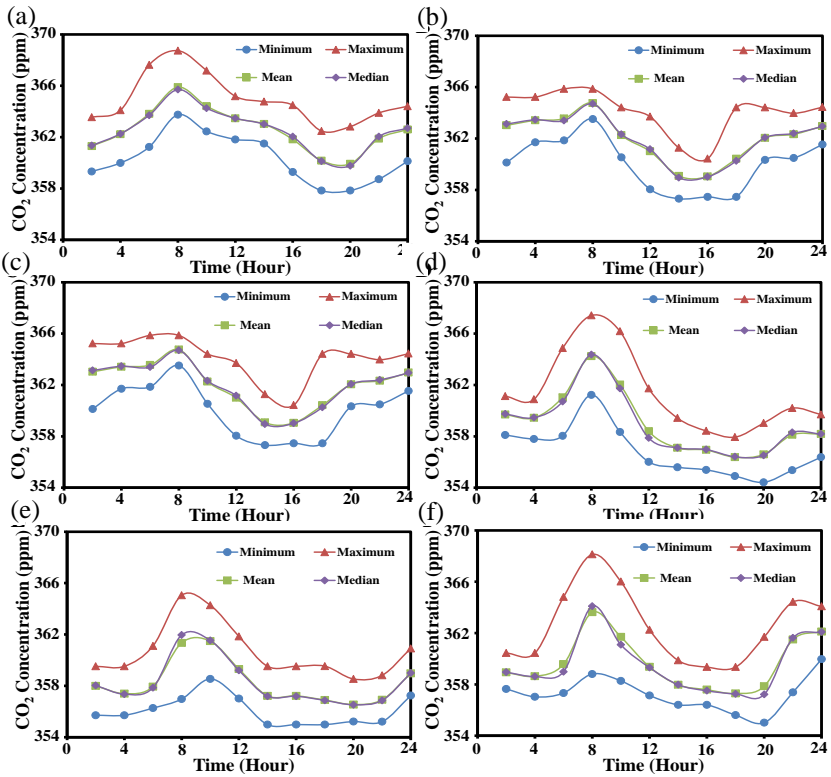 (a)
CO2 Concentration (ppm)
370
366
362
358
354
Minimum
Maximum
Mean
Median
0
4
8
12
16
20
Time (Hour)
(b)
CO2 Concentration (ppm)
370
366
362
358
354
Minimum
Maximum
Mean
Median
0
4
8
12
16
20
24
Time (Hour)
(c)
CO2 Concentration (ppm)
370
366
362
358
354
Minimum
Maximum
Mean
Median
0
4
8
12
16
20
24
Time (Hour)
(d)
CO2 Concentration (ppm)
370
366
362
358
354
Minimum
Maximum
Mean
Median
0
4
8
12
16
20
24
Time (Hour)
(e)
CO2 Concentration (ppm)
370
366
362
358
354
Minimum
Maximum
Mean
Median
0
4
8
12
16
20
24
Time (Hour)
(f)
CO2 Concentration (ppm)
370
366
362
358
354
Minimum
Maximum
Mean
Median
0
4
8
12
16
20
24
Time (Hour)